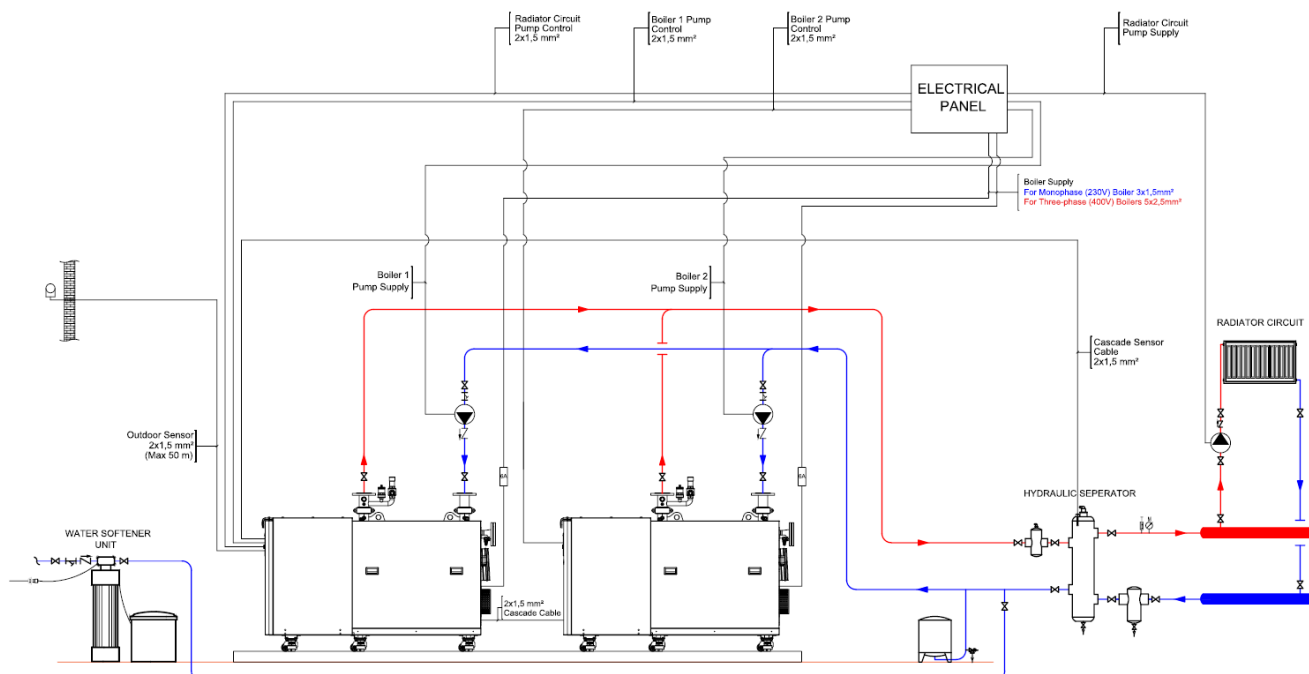 Radiator Circuit
Pump Control
2x1,5 mm²
Boiler 1 Pump
Control
2x1,5 mm²
Boiler 2 Pump
Control
2x1,5 mm²
Radiator Circuit
Pump Supply
ELECTRICAL
PANEL
Boiler Supply
For Monophase (230V) Boiler 3x1,5mm²
For Three-phase (400V) Boilers 5x2,5mm²
Boiler 1
Pump Supply
Boiler 2
Pump Supply
RADIATOR CIRCUIT
Cascade Sensor
Cable
2x1,5 mm²
Outdoor Sensor
2x1,5 mm²
(Max 50 m)
6A
6A
HYDRAULIC SEPERATOR
WATER SOFTENER
UNIT
2x1,5 mm²
Cascade Cable